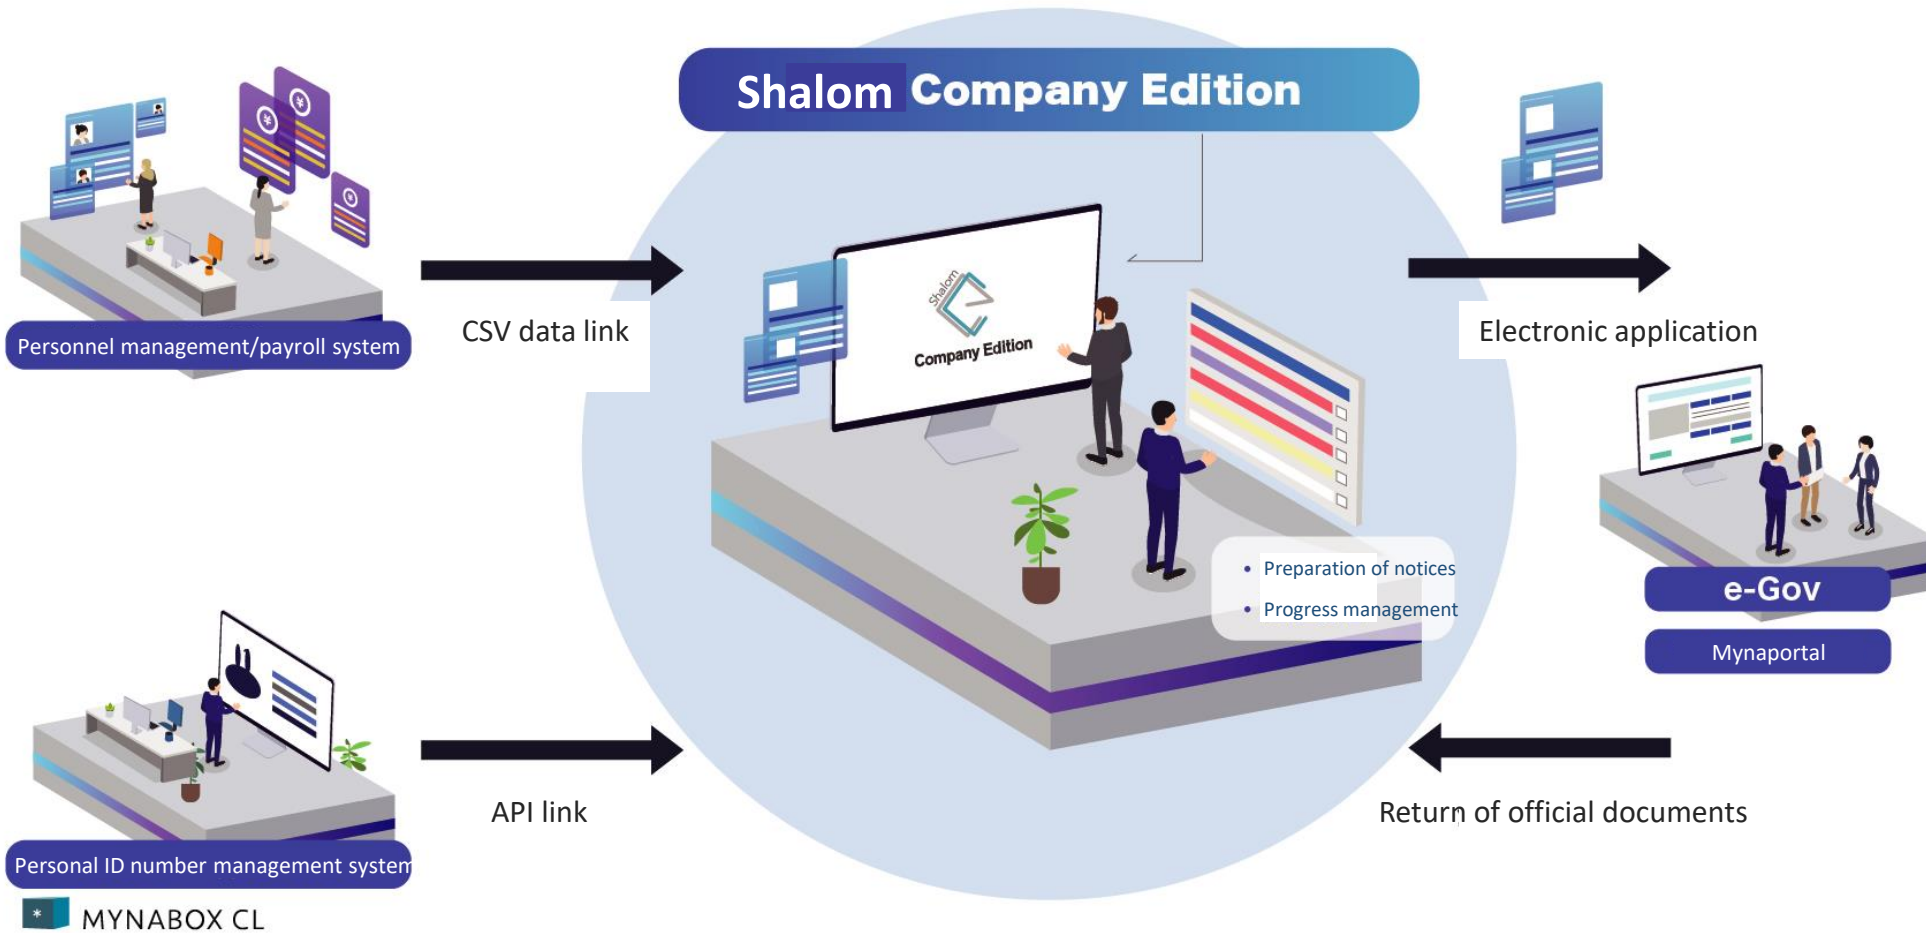 Shalom Company Edition
Personnel management/payroll system
CSV data link
Shalom
Company Edition
• Preparation of notices
• Progress management
Electronic application
e-Gov
Mynaportal
Personal ID number management system
* MYNABOX CL
API link
Return of official documents